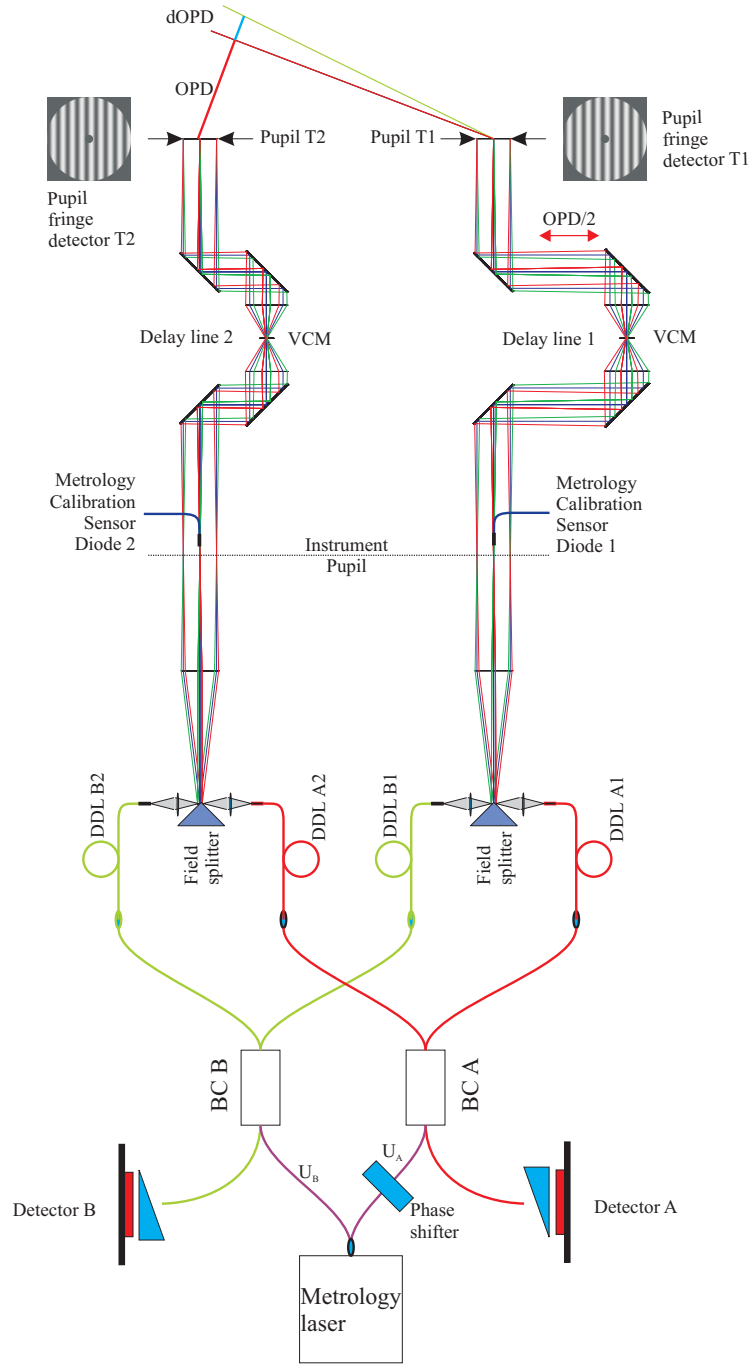 dOPD
OPD
Pupil T2
Pupil T1
Pupil
fringe
detector T1
Pupil
fringe
detector T2
OPD/2
Delay line 2
VCM
Delay line 1
VCM
Metrology
Calibration
Sensor
Diode 2
Metrology
Calibration
Sensor
Diode 1
Instrument
Pupil
DDL B2
Field
splitter
DDL A2
DDL B1
Field
splitter
DDL A1
BC B
BC A
U_B
U_A
Phase
shifter
Detector B
Detector A
Metrology
laser